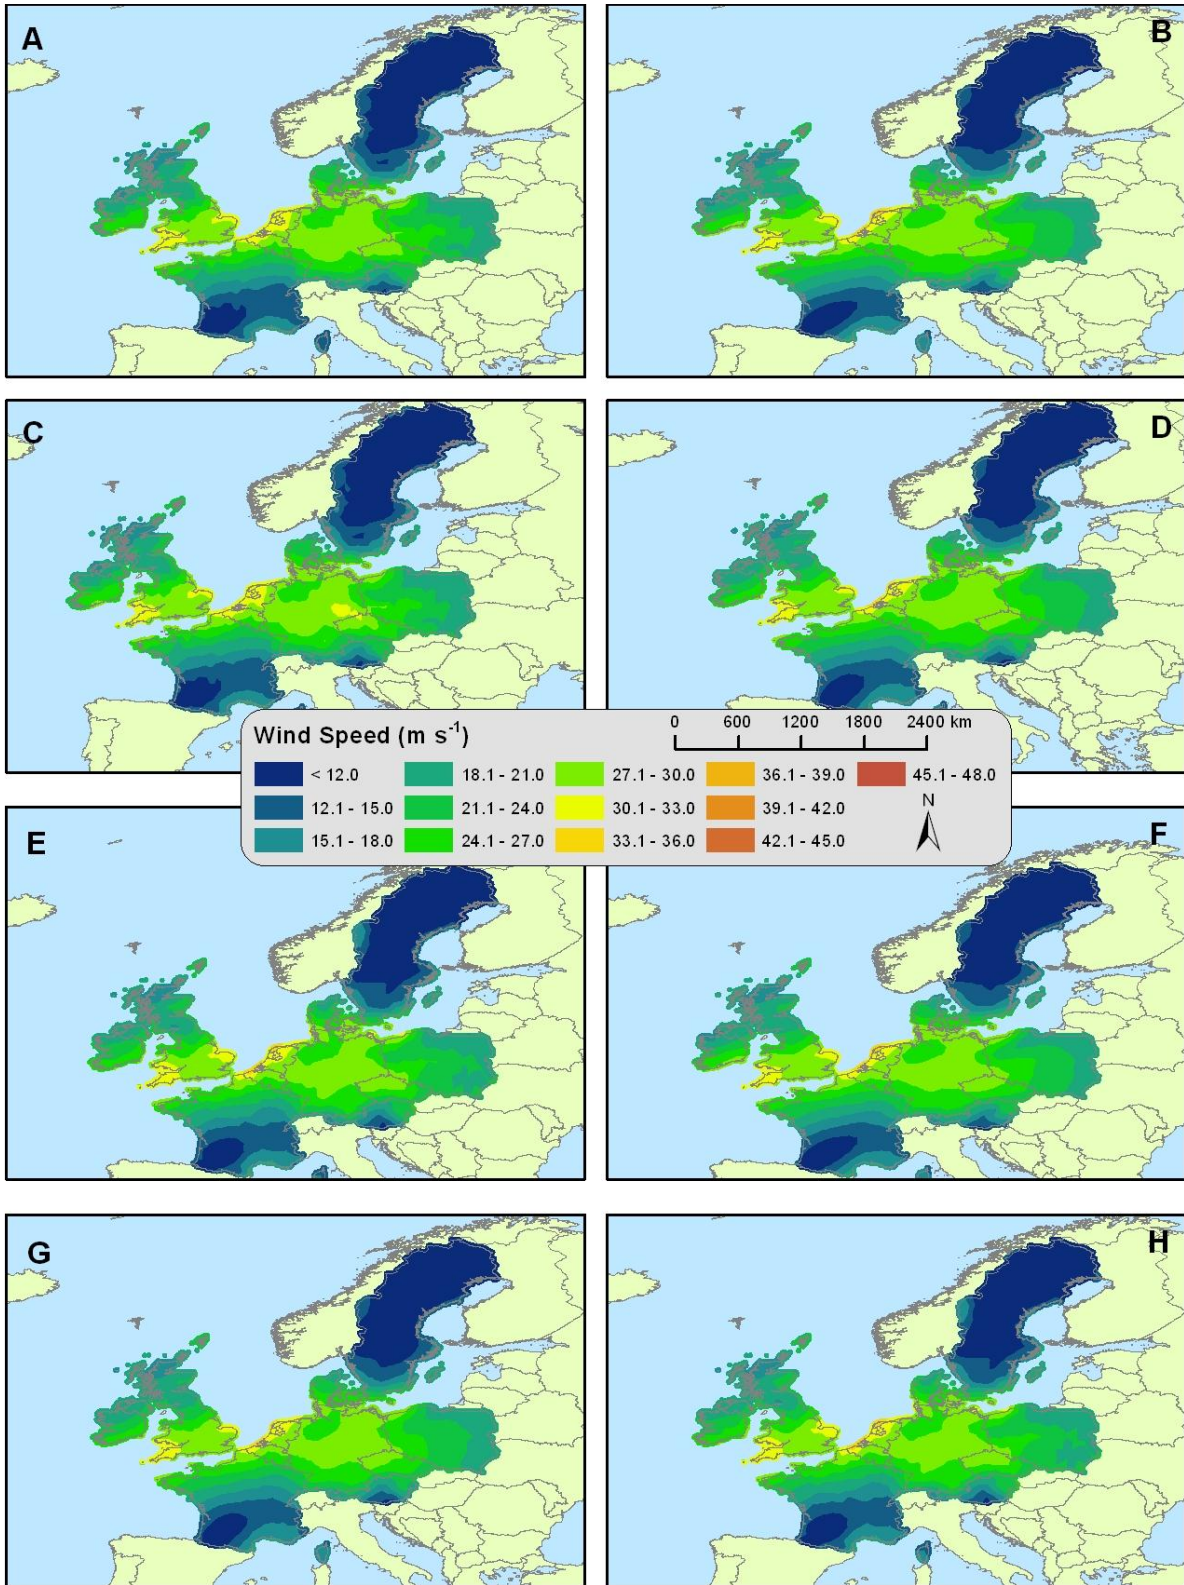 A
B
C
D
Wind Speed (m s-1)
0 600 1200 1800 2400 km
< 12.0 18.1 - 21.0 27.1 - 30.0 36.1 - 39.0 45.1 - 48.0
12.1 - 15.0 21.1 - 24.0 30.1 - 33.0 39.1 - 42.0 N
15.1 - 18.0 24.1 - 27.0 33.1 - 36.0 42.1 - 45.0
E
F
G
H